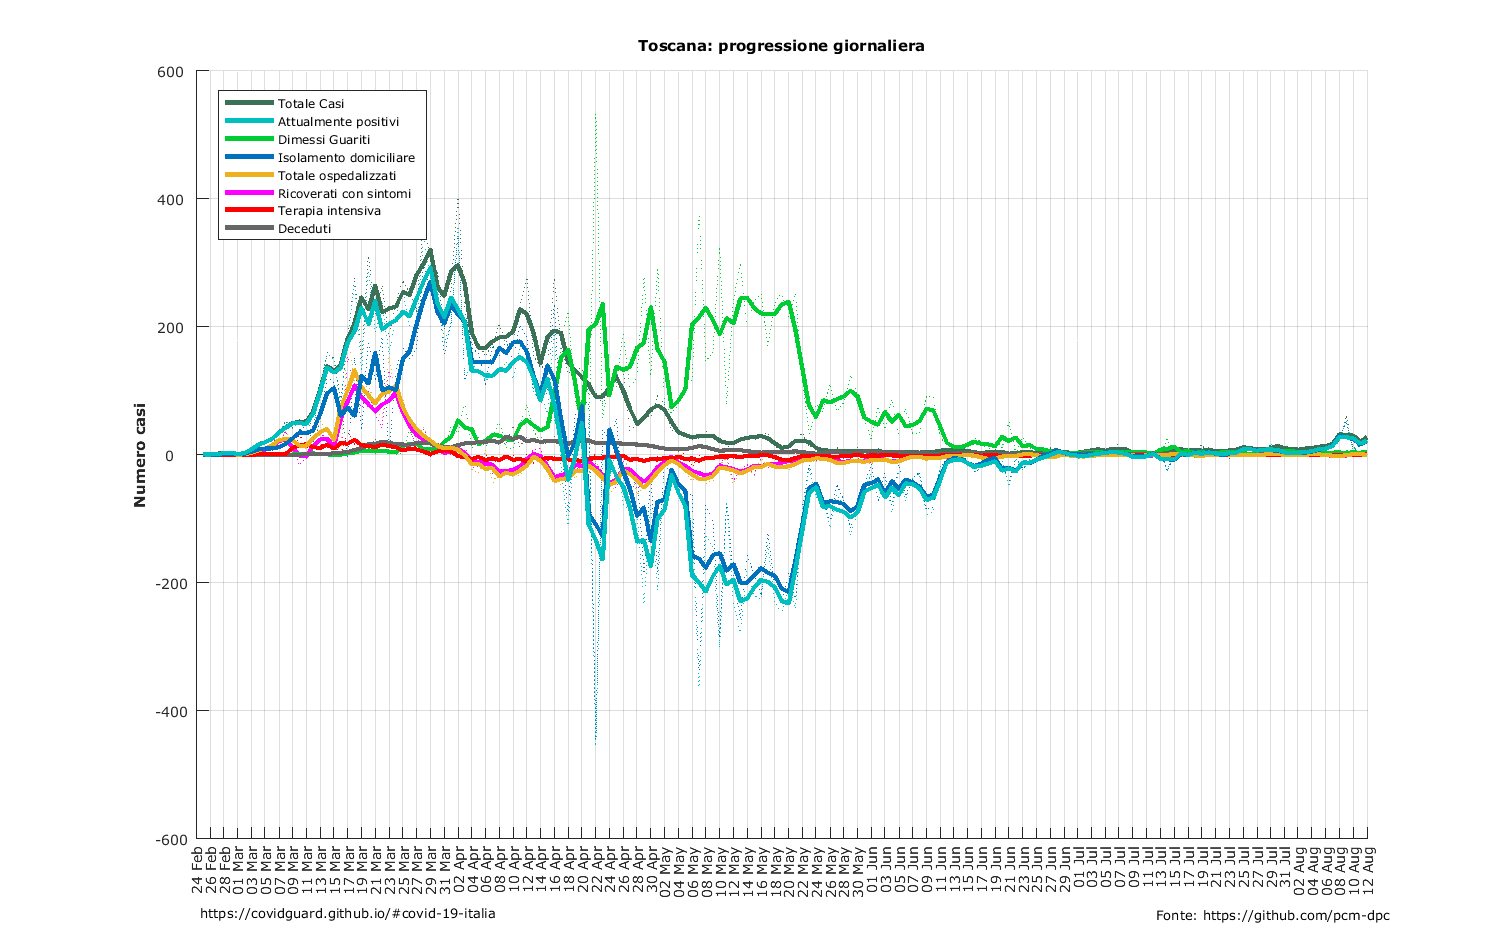 Toscana: progressione giornaliera
600
400
200
0
-200
-400
-600
Numero casi
Totale Casi
Attualmente positivi
Dimessi Guariti
Isolamento domiciliare
Totale ospedalizzati
Ricoverati con sintomi
Terapia intensiva
Deceduti
24 Feb
26 Feb
28 Feb
01 Mar
03 Mar
05 Mar
07 Mar
09 Mar
11 Mar
13 Mar
15 Mar
17 Mar
19 Mar
21 Mar
23 Mar
25 Mar
27 Mar
29 Mar
31 Mar
02 Apr
04 Apr
06 Apr
08 Apr
10 Apr
12 Apr
14 Apr
16 Apr
18 Apr
20 Apr
22 Apr
24 Apr
26 Apr
28 Apr
30 Apr
02 May
04 May
06 May
08 May
10 May
12 May
14 May
16 May
18 May
20 May
22 May
24 May
26 May
28 May
30 May
01 Jun
03 Jun
05 Jun
07 Jun
09 Jun
11 Jun
13 Jun
15 Jun
17 Jun
19 Jun
21 Jun
23 Jun
25 Jun
27 Jun
29 Jun
01 Jul
03 Jul
05 Jul
07 Jul
09 Jul
11 Jul
13 Jul
15 Jul
17 Jul
19 Jul
21 Jul
23 Jul
25 Jul
27 Jul
29 Jul
31 Jul
02 Aug
04 Aug
06 Aug
08 Aug
10 Aug
12 Aug
https://covidguard.github.io/#covid-19-italia
Fonte: https://github.com/pcm-dpc